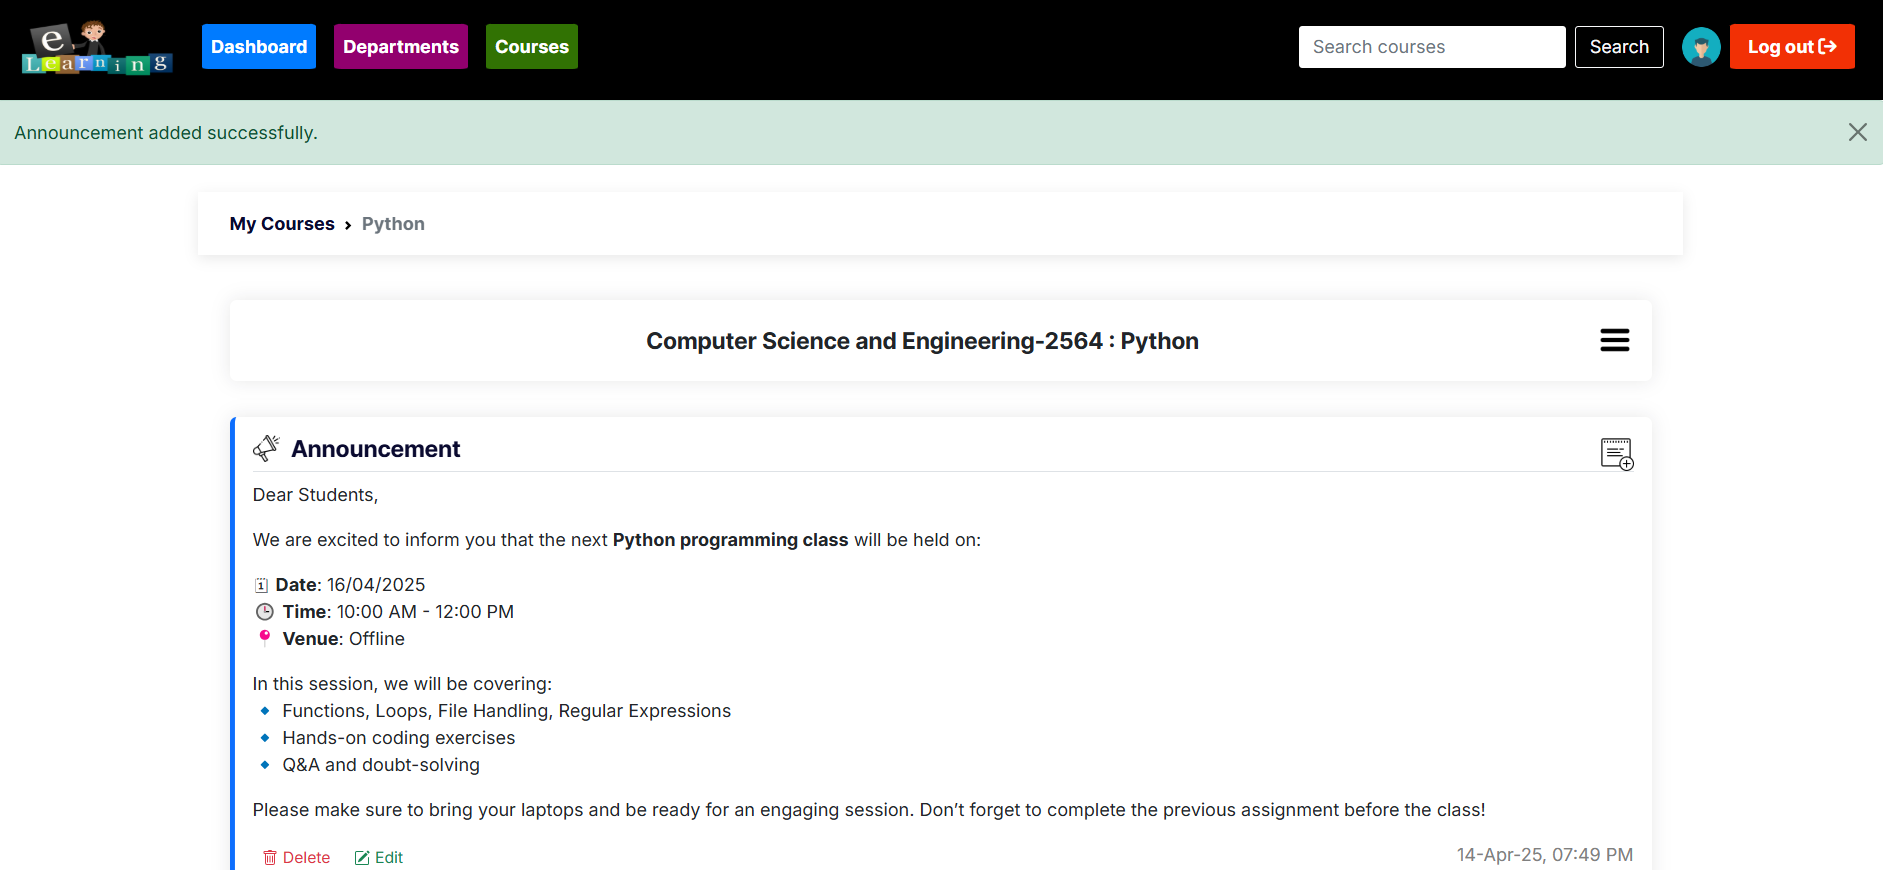 e
Learning
Dashboard
Departments
Courses
Search courses
Search
Log out
Announcement added successfully.
My Courses › Python
Computer Science and Engineering-2564 : Python
Announcement
Dear Students,
We are excited to inform you that the next Python programming class will be held on:
Date: 16/04/2025
Time: 10:00 AM - 12:00 PM
Venue: Offline
In this session, we will be covering:
Functions, Loops, File Handling, Regular Expressions
Hands-on coding exercises
Q&A and doubt-solving
Please make sure to bring your laptops and be ready for an engaging session. Don’t forget to complete the previous assignment before the class!
Delete
Edit
14-Apr-25, 07:49 PM